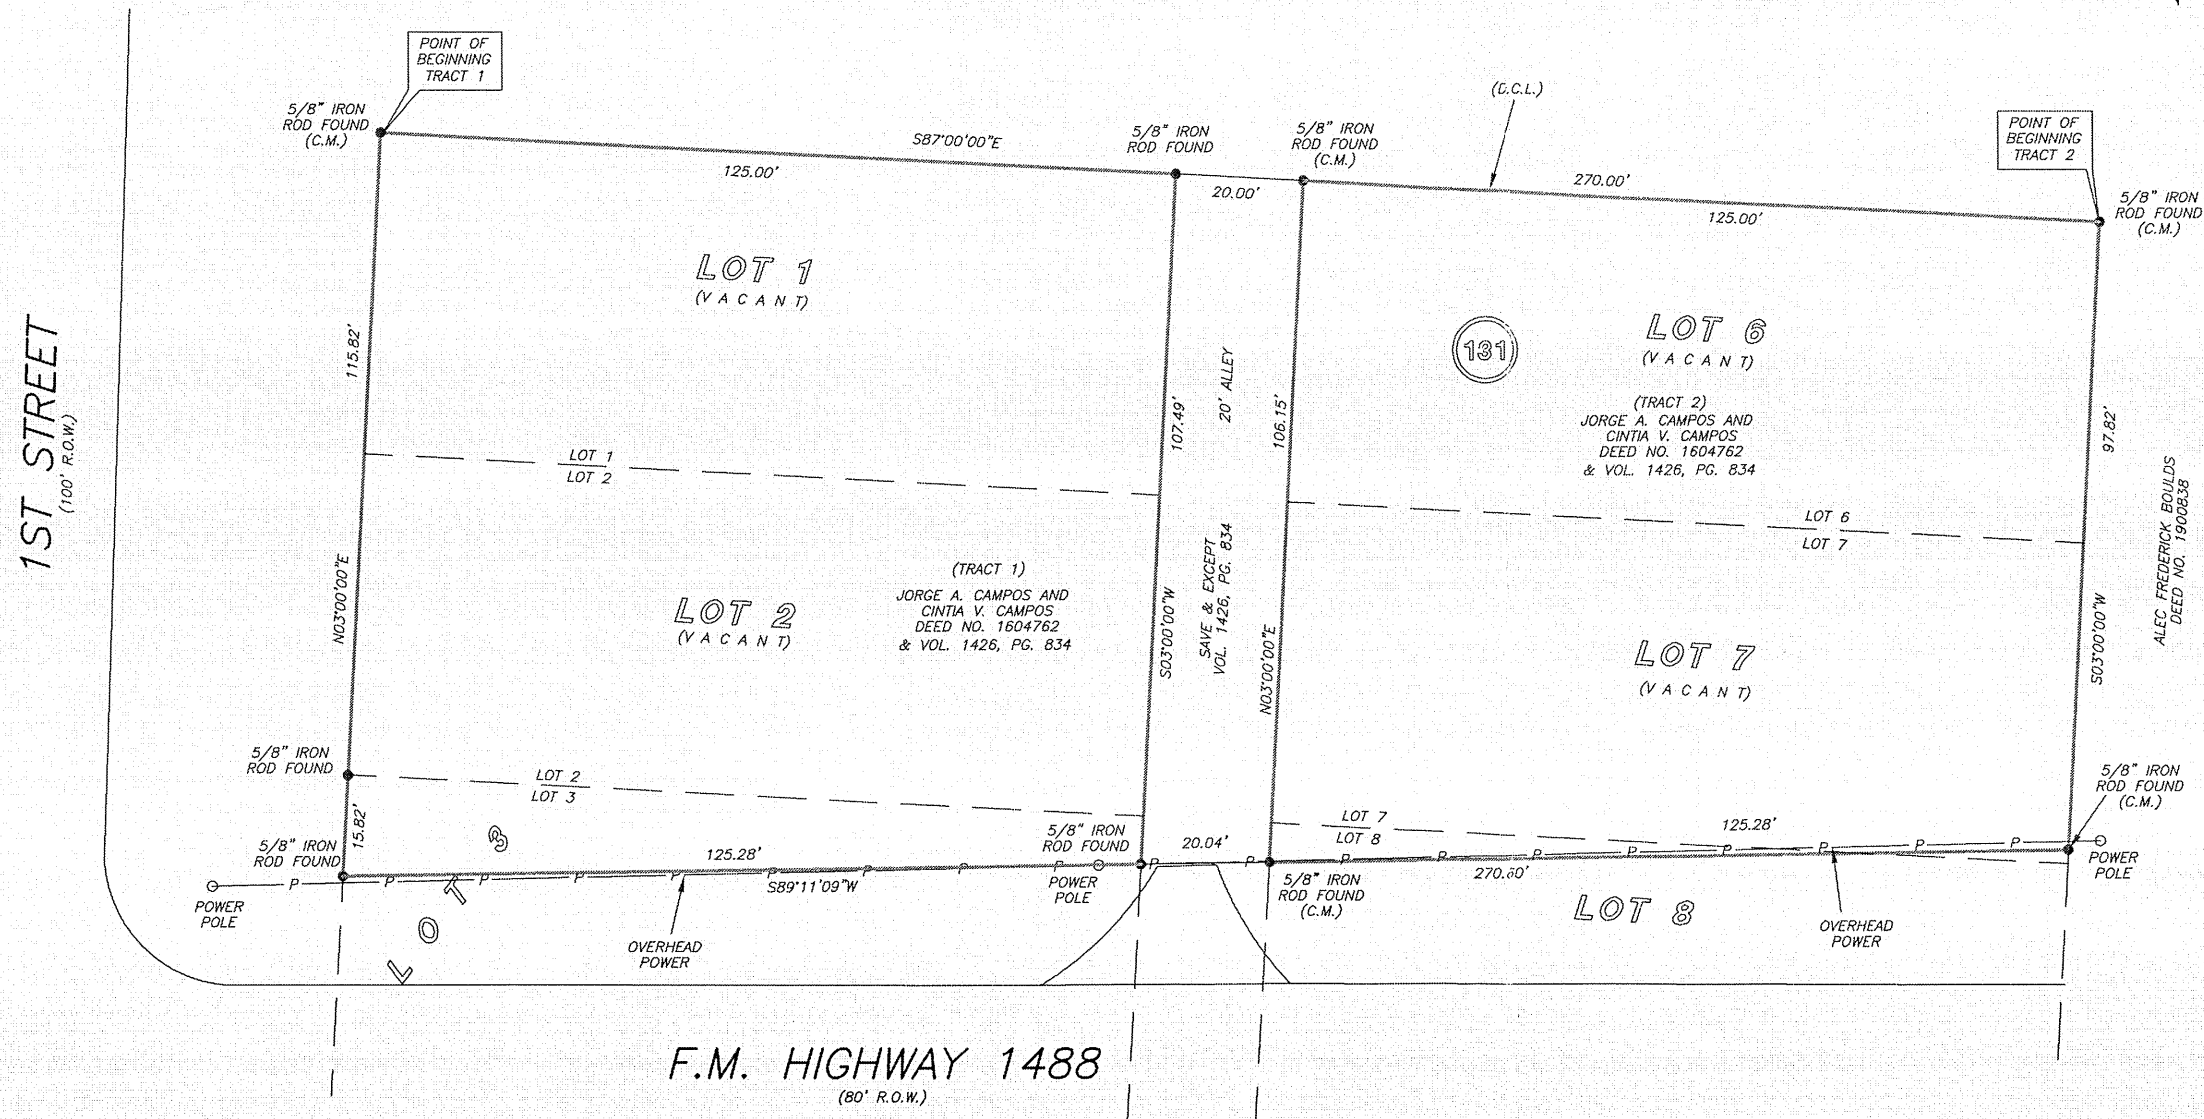 POINT OF
BEGINNING
TRACT 1
5/8" IRON
ROD FOUND
(C.M.)
S87°00'00"E
125.00'
5/8" IRON
ROD FOUND
20.00'
5/8" IRON
ROD FOUND
(C.M.)
270.00'
125.00'
POINT OF
BEGINNING
TRACT 2
5/8" IRON
ROD FOUND
(C.M.)
LOT 1
(VACANT)
115.82'
N03°00'00"E
1ST STREET
(100' R.O.W.)
LOT 1
LOT 2
LOT 2
(VACANT)
(TRACT 1)
JORGE A. CAMPOS AND
CINTIA V. CAMPOS
DEED NO. 1604762
& VOL. 1426, PG. 834
107.49'
S03°00'00"W
20' ALLEY
SAVE & EXCEPT
VOL. 1426, PG. 834
106.15'
N03°00'00"E
131
LOT 6
(VACANT)
(TRACT 2)
JORGE A. CAMPOS AND
CINTIA V. CAMPOS
DEED NO. 1604762
& VOL. 1426, PG. 834
LOT 6
LOT 7
LOT 7
(VACANT)
97.82'
S03°00'00"W
ALEC FREDERICK BOULDS
DEED NO. 1900838
5/8" IRON
ROD FOUND
LOT 2
LOT 3
15.82'
5/8" IRON
ROD FOUND
LOT 3
125.28'
S89°11'09"W
P P P P P P P P P
5/8" IRON
ROD FOUND
POWER
POLE
POWER
POLE
OVERHEAD
POWER
20.04'
P P
5/8" IRON
ROD FOUND
(C.M.)
LOT 7
LOT 8
125.28'
P P P P P P P P
270.60'
LOT 8
5/8" IRON
ROD FOUND
(C.M.)
POWER
POLE
OVERHEAD
POWER
F.M. HIGHWAY 1488
(80' R.O.W.)